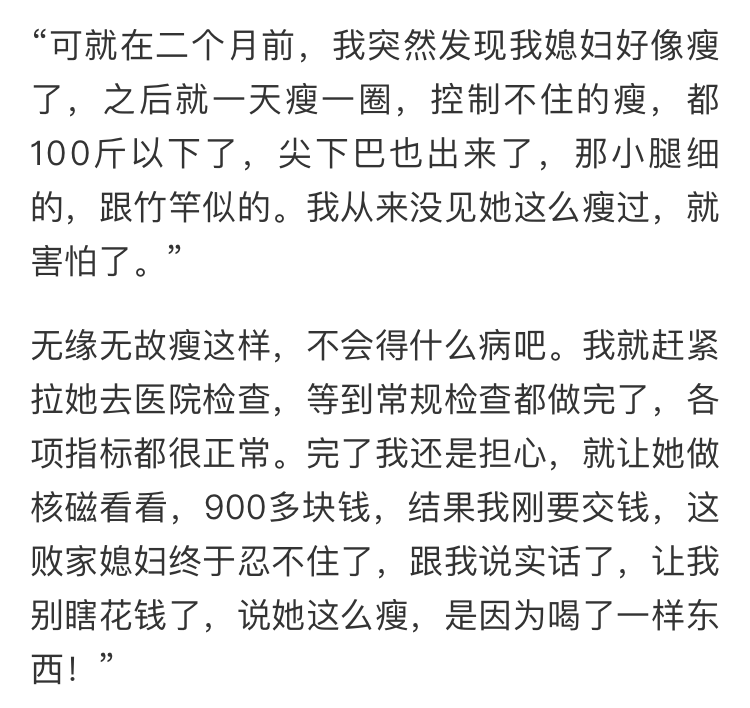 “可就在二个月前，我突然发现我媳妇好像瘦
了，之后就一天瘦一圈，控制不住的瘦，都
100斤以下了，尖下巴也出来了，那小腿细
的，跟竹竿似的。我从来没见她这么瘦过，就
害怕了。”
无缘无故瘦这样，不会得什么病吧。我就赶紧
拉她去医院检查，等到常规检查都做完了，各
项指标都很正常。完了我还是担心，就让她做
核磁看看，900多块钱，结果我刚要交钱，这
败家媳妇终于忍不住了，跟我说实话了，让我
别瞎花钱了，说她这么瘦，是因为喝了一样东
西！”